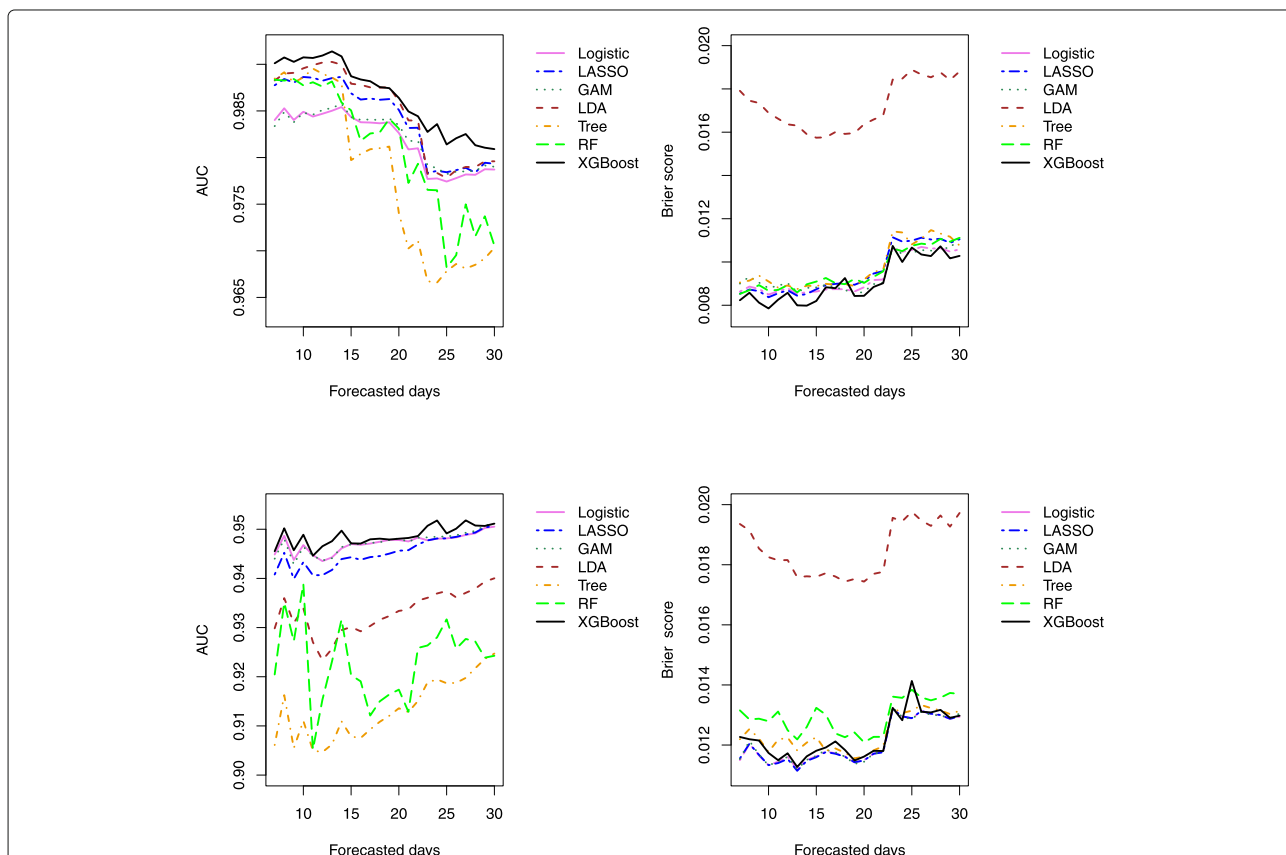 AUC
0.965
0.975
0.985
10
15
20
25
30
Forecasted days
Logistic
LASSO
GAM
LDA
Tree
RF
XGBoost
Brier score
0.008
0.012
0.016
0.020
10
15
20
25
30
Forecasted days
Logistic
LASSO
GAM
LDA
Tree
RF
XGBoost
AUC
0.90
0.91
0.92
0.93
0.94
0.95
10
15
20
25
30
Forecasted days
Logistic
LASSO
GAM
LDA
Tree
RF
XGBoost
Brier score
0.012
0.014
0.016
0.018
0.020
10
15
20
25
30
Forecasted days
Logistic
LASSO
GAM
LDA
Tree
RF
XGBoost